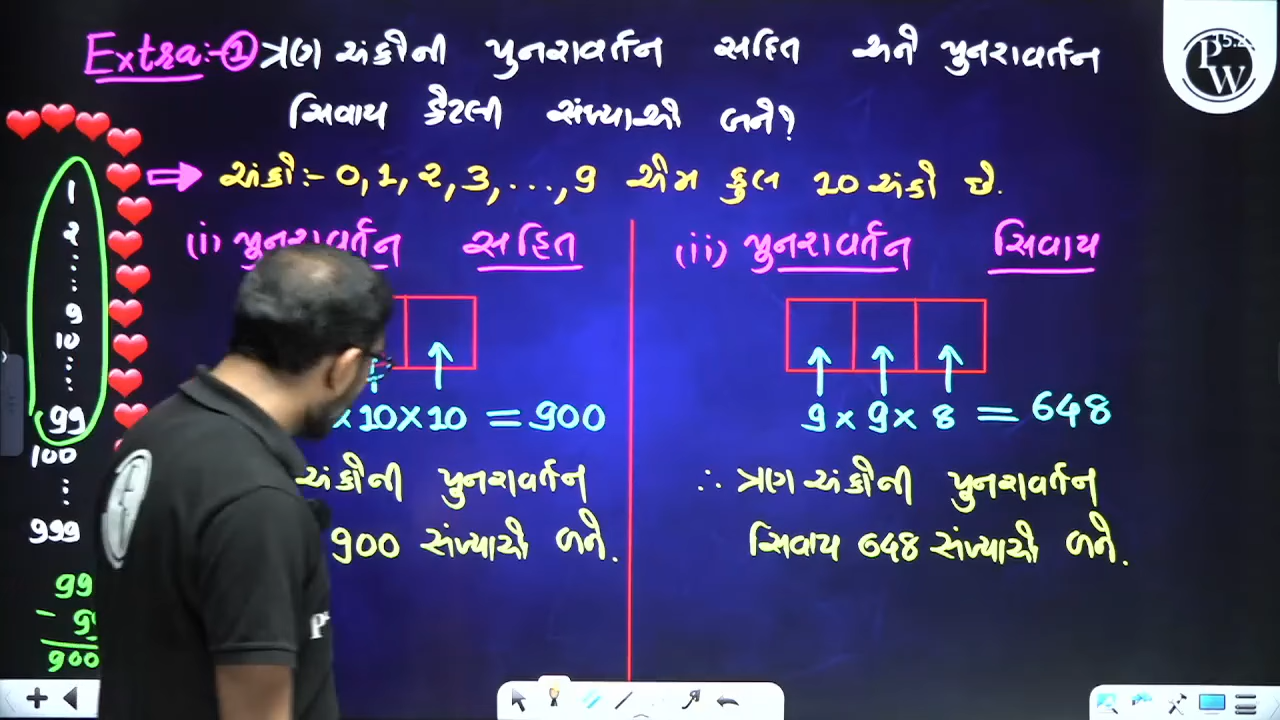 Extra:-① ત્રણ અંકોની પુનરાવર્તન સહિત અને પુનરાવર્તન
સિવાય કેટલી સંખ્યાઓ બને?
⇒ અંકો:- 0, 1, 2, 3, ..., 9 એમ કુલ 10 અંકો છે.
(i) પુનરાવર્તન સહિત
× 10 × 10 = 900
અંકોની પુનરાવર્તન
900 સંખ્યાઓ બને.
(ii) પુનરાવર્તન સિવાય
9 × 9 × 8 = 648
∴ ત્રણ અંકોની પુનરાવર્તન
સિવાય 648 સંખ્યાઓ બને.
1
2
9
10
99
100
999
900
PW